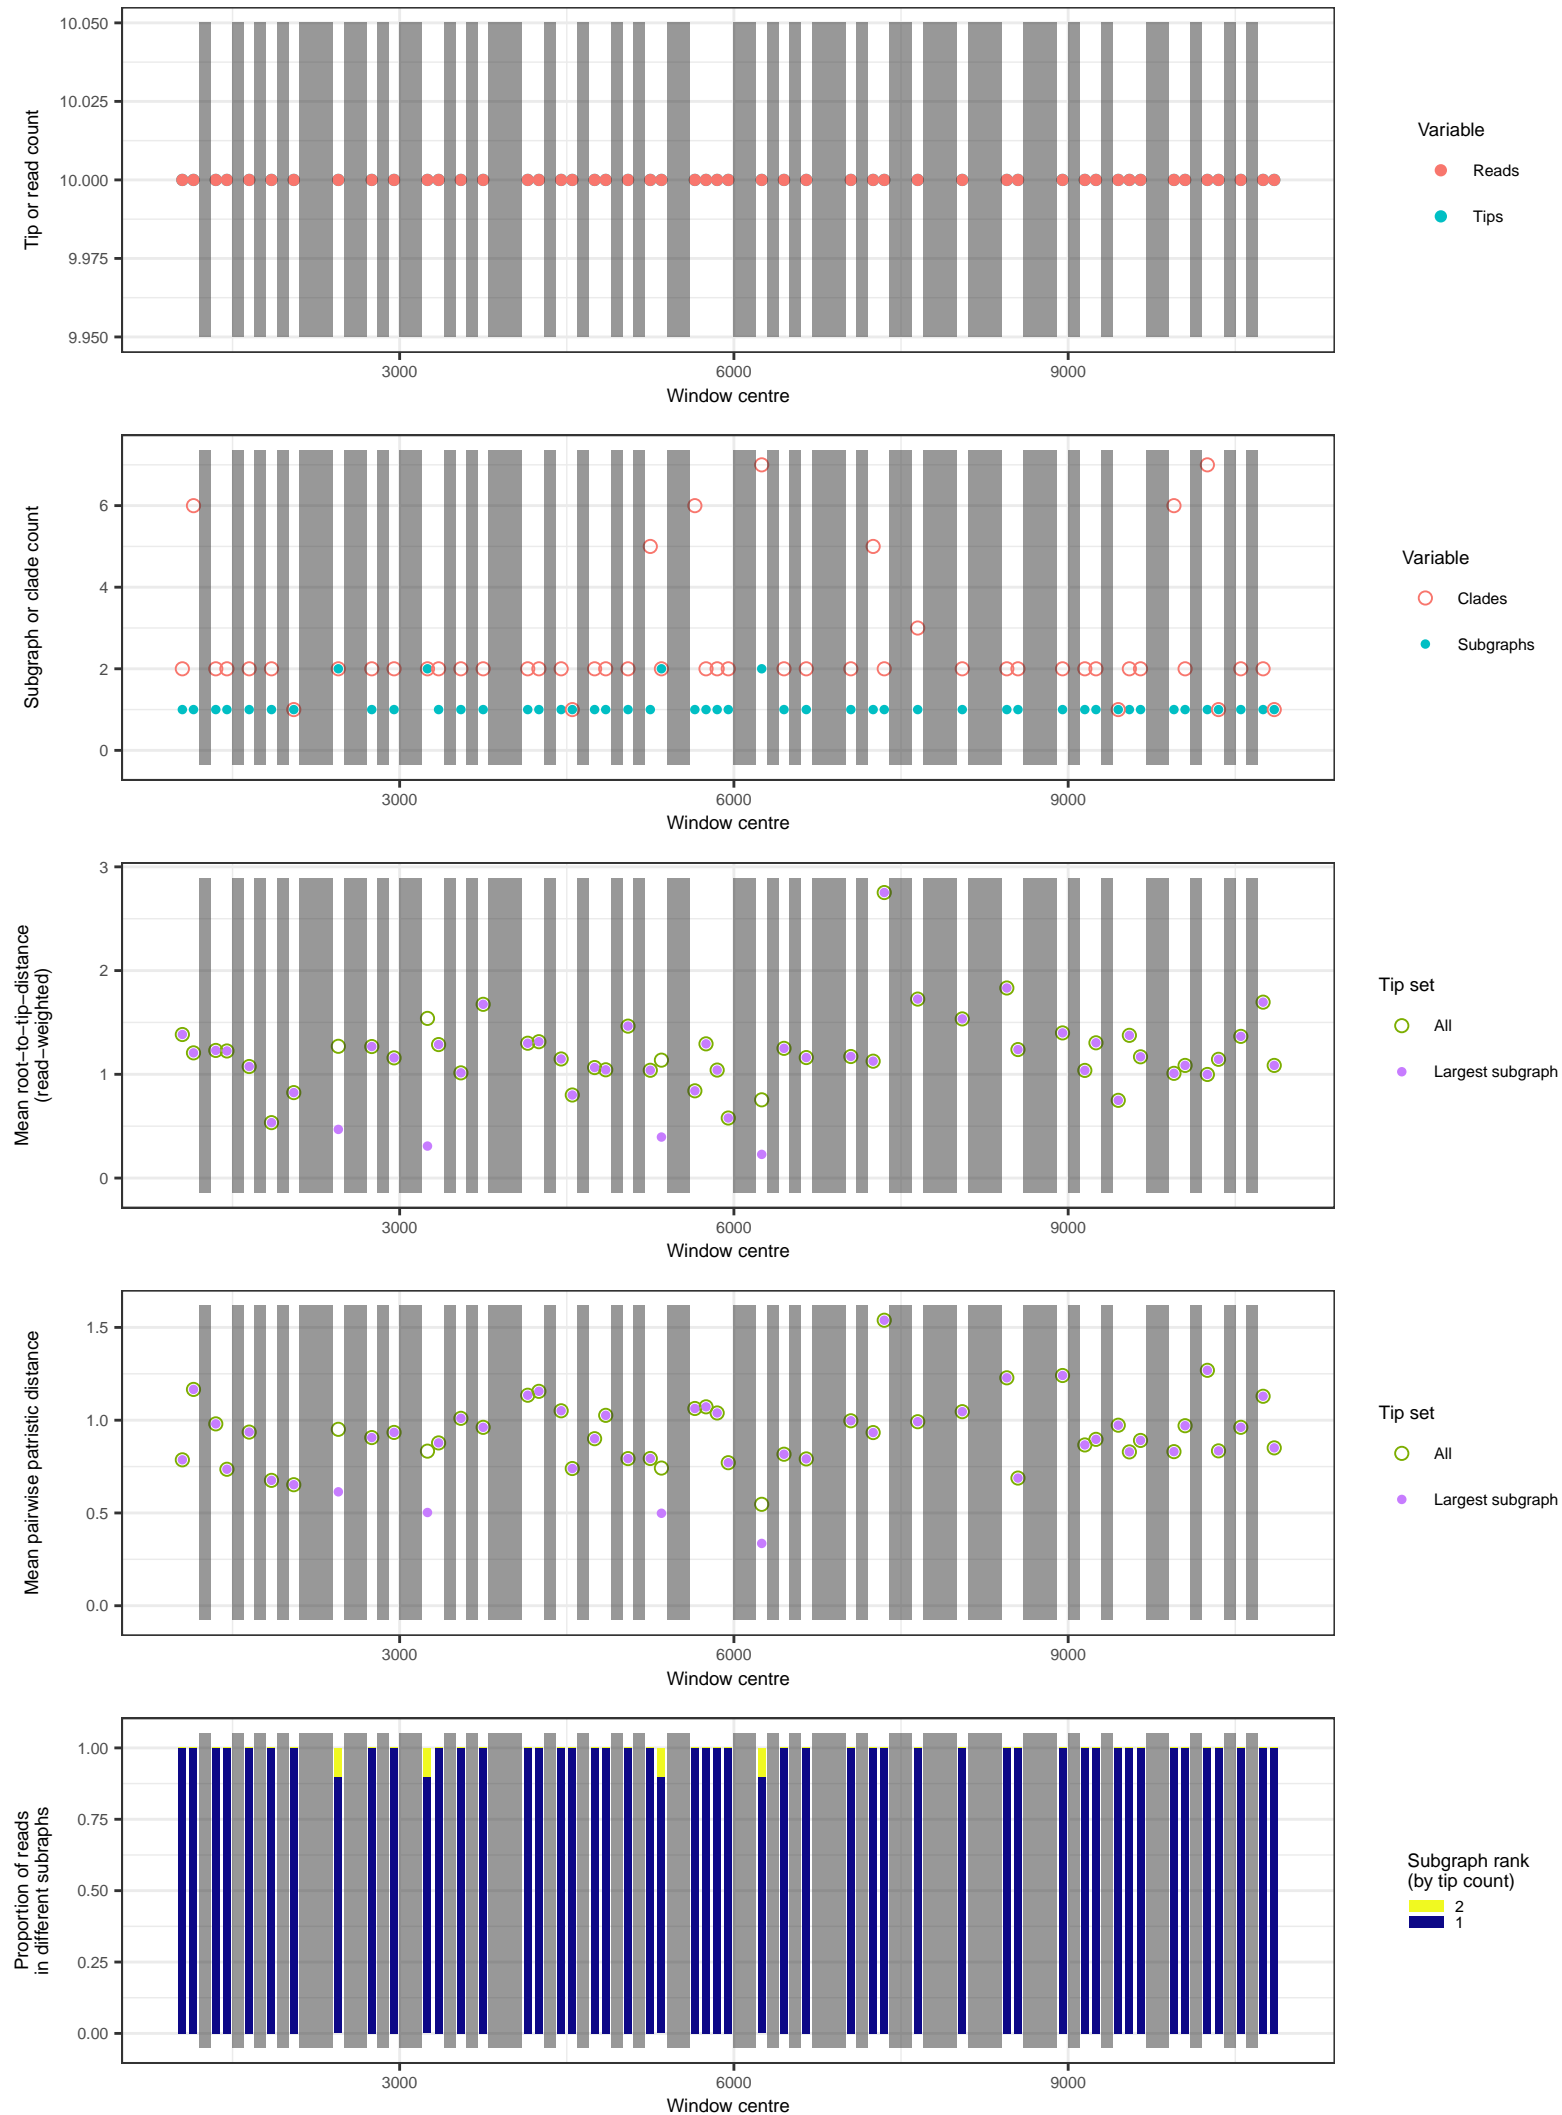 10.050
10.025
10.000
9.975
9.950
Tip or read count
3000
6000
9000
Window centre
Variable
Reads
Tips
6
4
2
0
Subgraph or clade count
3000
6000
9000
Window centre
Variable
Clades
Subgraphs
3
2
1
0
Mean root−to−tip−distance
(read−weighted)
3000
6000
9000
Window centre
Tip set
All
Largest subgraph
1.5
1.0
0.5
0.0
Mean pairwise patristic distance
3000
6000
9000
Window centre
Tip set
All
Largest subgraph
1.00
0.75
0.50
0.25
0.00
Proportion of reads
in different subraphs
3000
6000
9000
Window centre
Subgraph rank
(by tip count)
2
1